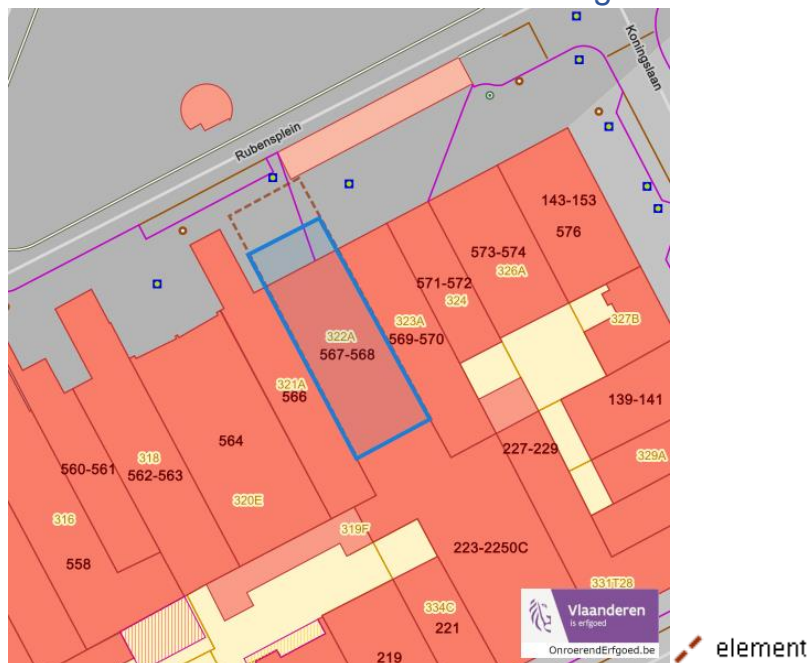 Koningslaan
Rubensplein
143-153
576
573-574
326A
571-572
324
323A
569-570
327B
322A
567-568
321A
566
139-141
564
227-229
329A
560-561
318
562-563
320E
316
319F
558
223-2250C
331T28
334C
221
219
Vlaanderen
is erfgoed
OnroerendErfgoed.be
element